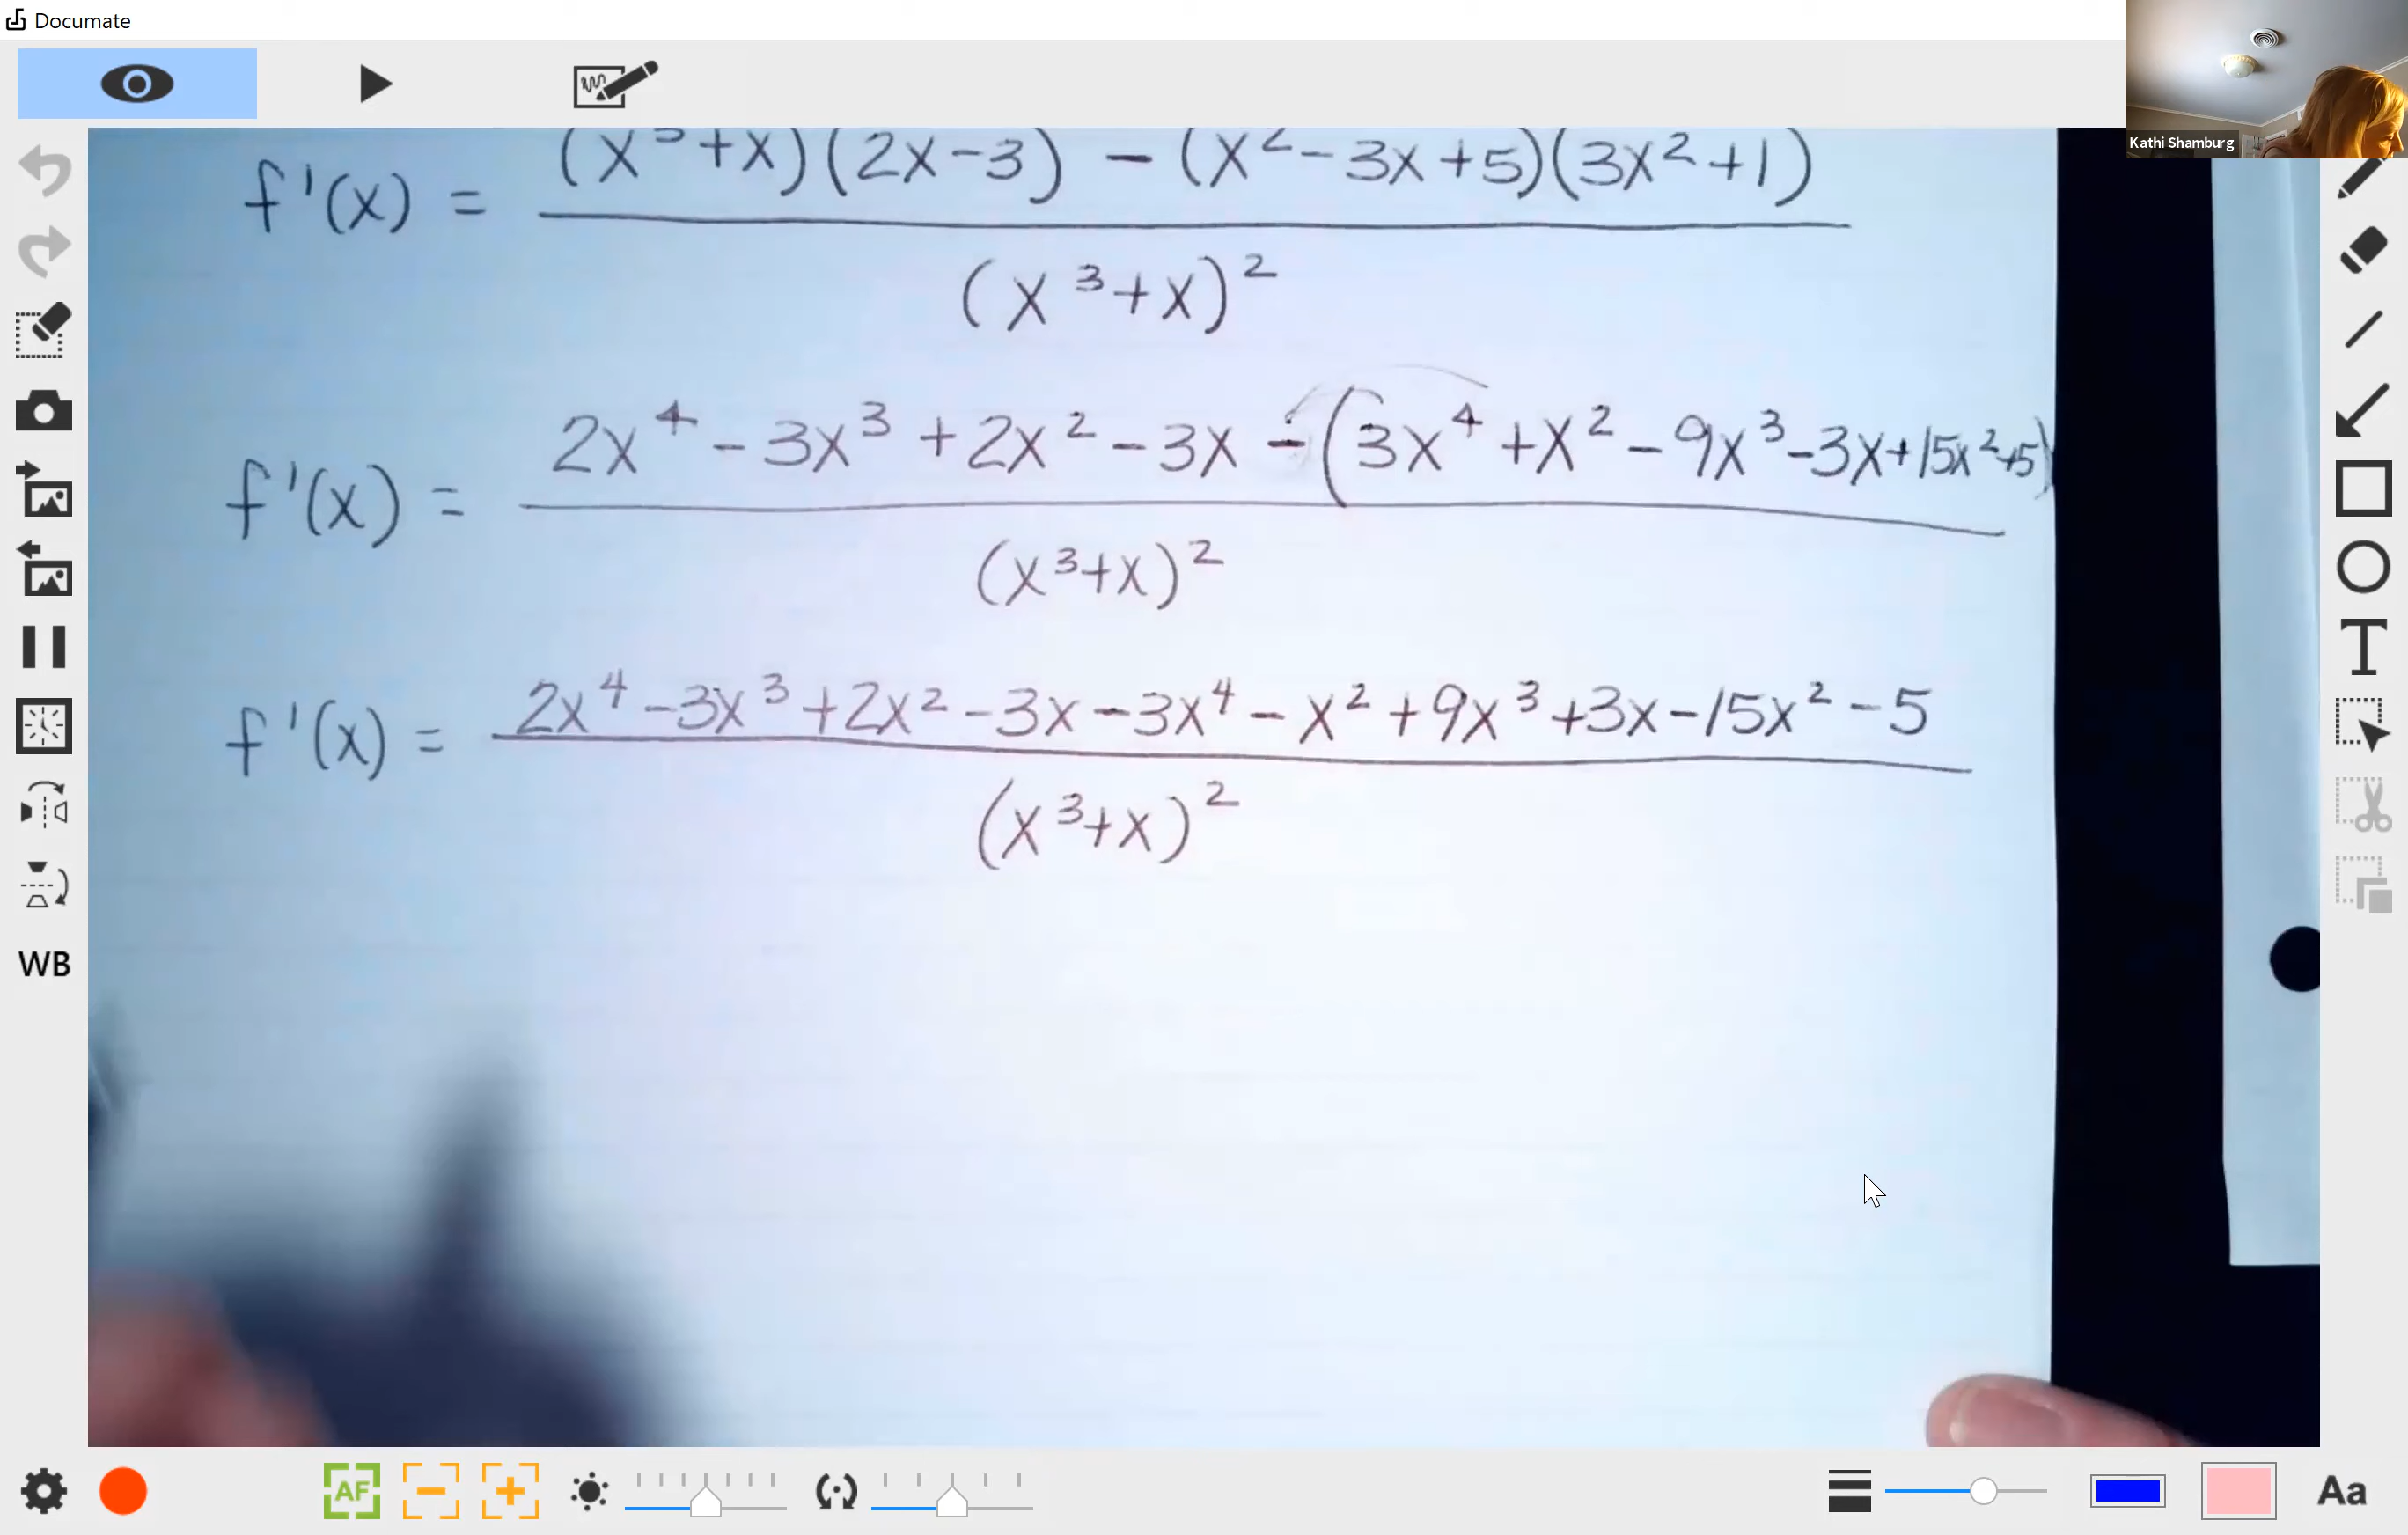 Documate
Kathi Shamburg
f'(x) = (x³+x)(2x-3) - (x²-3x+5)(3x²+1)
(x³+x)²
f'(x) = 2x⁴ - 3x³ + 2x² - 3x - (3x⁴ + x² - 9x³ - 3x + 15x² + 5)
(x³+x)²
f'(x) = 2x⁴ - 3x³ + 2x² - 3x - 3x⁴ - x² + 9x³ + 3x - 15x² - 5
(x³+x)²
T
WB
AF
Aa